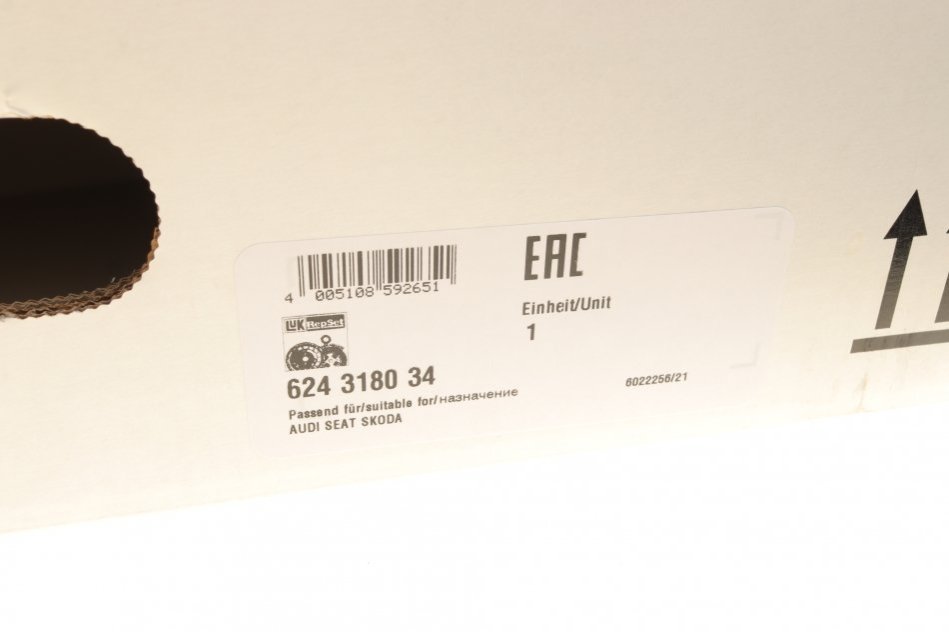 4 005108 592651
EAC
Einheit/Unit
1
LUK RepSet
624 3180 34
6022256/21
Passend für/suitable for/назначение
AUDI SEAT SKODA